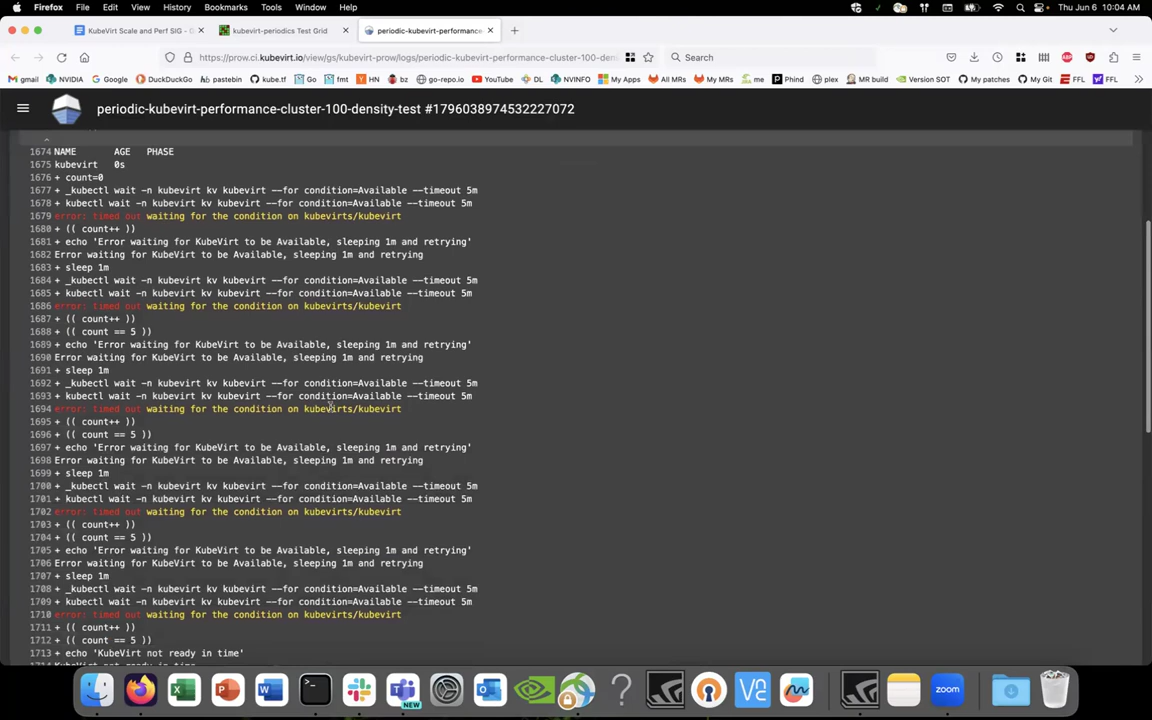 Firefox File Edit View History Bookmarks Tools Window Help Thu Jun 6 10:04 AM
KubeVirt Scale and Perf SIG - G
kubevirt-periodics Test Grid
periodic-kubevirt-performance-
https://prow.ci.kubevirt.io/view/gs/kubevirt-prow/logs/periodic-kubevirt-performance-cluster-100-den
Search
gmail NVIDIA Google DuckDuckGo pastebin kube.tf Go fmt HN bz go-repo.io YouTube DL NVINFO My Apps All MRs My MRs me Phind plex MR build Version SOT My patches My Git FFL FFL
periodic-kubevirt-performance-cluster-100-density-test #1796038974532227072
1674 NAME AGE PHASE
1675 kubevirt 0s
1676 + count=0
1677 + _kubectl wait -n kubevirt kv kubevirt --for condition=Available --timeout 5m
1678 + kubectl wait -n kubevirt kv kubevirt --for condition=Available --timeout 5m
1679 error: timed out waiting for the condition on kubevirts/kubevirt
1680 + (( count++ ))
1681 + echo 'Error waiting for KubeVirt to be Available, sleeping 1m and retrying'
1682 Error waiting for KubeVirt to be Available, sleeping 1m and retrying
1683 + sleep 1m
1684 + _kubectl wait -n kubevirt kv kubevirt --for condition=Available --timeout 5m
1685 + kubectl wait -n kubevirt kv kubevirt --for condition=Available --timeout 5m
1686 error: timed out waiting for the condition on kubevirts/kubevirt
1687 + (( count++ ))
1688 + (( count == 5 ))
1689 + echo 'Error waiting for KubeVirt to be Available, sleeping 1m and retrying'
1690 Error waiting for KubeVirt to be Available, sleeping 1m and retrying
1691 + sleep 1m
1692 + _kubectl wait -n kubevirt kv kubevirt --for condition=Available --timeout 5m
1693 + kubectl wait -n kubevirt kv kubevirt --for condition=Available --timeout 5m
1694 error: timed out waiting for the condition on kubevirts/kubevirt
1695 + (( count++ ))
1696 + (( count == 5 ))
1697 + echo 'Error waiting for KubeVirt to be Available, sleeping 1m and retrying'
1698 Error waiting for KubeVirt to be Available, sleeping 1m and retrying
1699 + sleep 1m
1700 + _kubectl wait -n kubevirt kv kubevirt --for condition=Available --timeout 5m
1701 + kubectl wait -n kubevirt kv kubevirt --for condition=Available --timeout 5m
1702 error: timed out waiting for the condition on kubevirts/kubevirt
1703 + (( count++ ))
1704 + (( count == 5 ))
1705 + echo 'Error waiting for KubeVirt to be Available, sleeping 1m and retrying'
1706 Error waiting for KubeVirt to be Available, sleeping 1m and retrying
1707 + sleep 1m
1708 + _kubectl wait -n kubevirt kv kubevirt --for condition=Available --timeout 5m
1709 + kubectl wait -n kubevirt kv kubevirt --for condition=Available --timeout 5m
1710 error: timed out waiting for the condition on kubevirts/kubevirt
1711 + (( count++ ))
1712 + (( count == 5 ))
1713 + echo 'KubeVirt not ready in time'
NEW
zoom